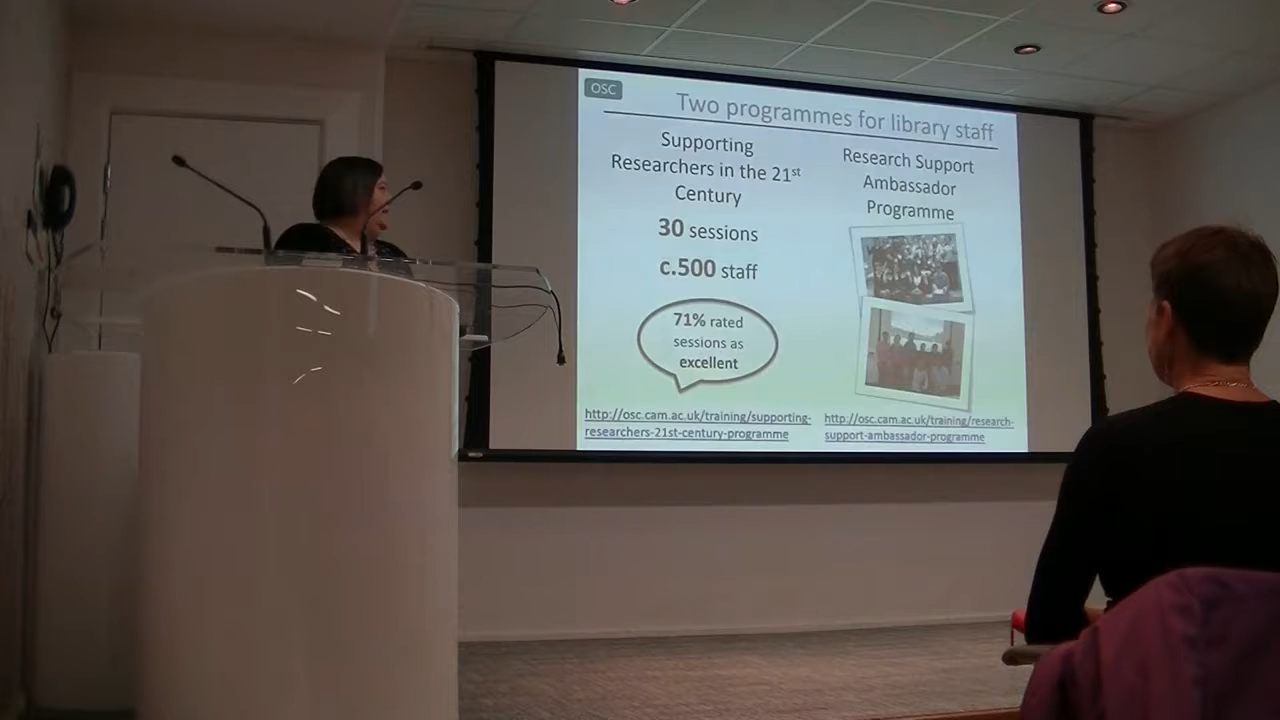 OSC
Two programmes for library staff
Supporting
Researchers in the 21st
Century
30 sessions
c.500 staff
71% rated
sessions as
excellent
http://osc.cam.ac.uk/training/supporting-
researchers-21st-century-programme
Research Support
Ambassador
Programme
http://osc.cam.ac.uk/training/research-
support-ambassador-programme